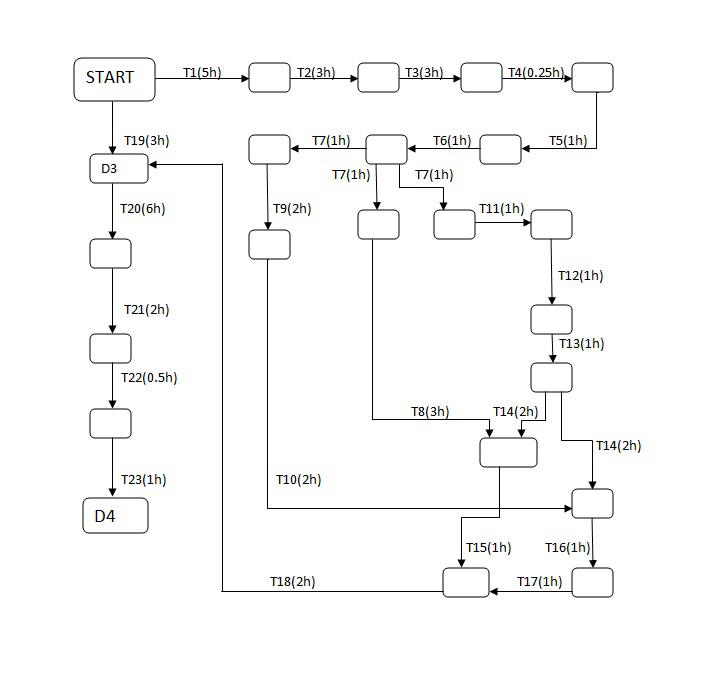 START
T1(5h)
T2(3h)
T3(3h)
T4(0.25h)
T19(3h)
T7(1h)
T6(1h)
T5(1h)
D3
T7(1h)
T7(1h)
T20(6h)
T9(2h)
T11(1h)
T12(1h)
T21(2h)
T13(1h)
T22(0.5h)
T8(3h)
T14(2h)
T14(2h)
T23(1h)
T10(2h)
D4
T15(1h)
T16(1h)
T18(2h)
T17(1h)